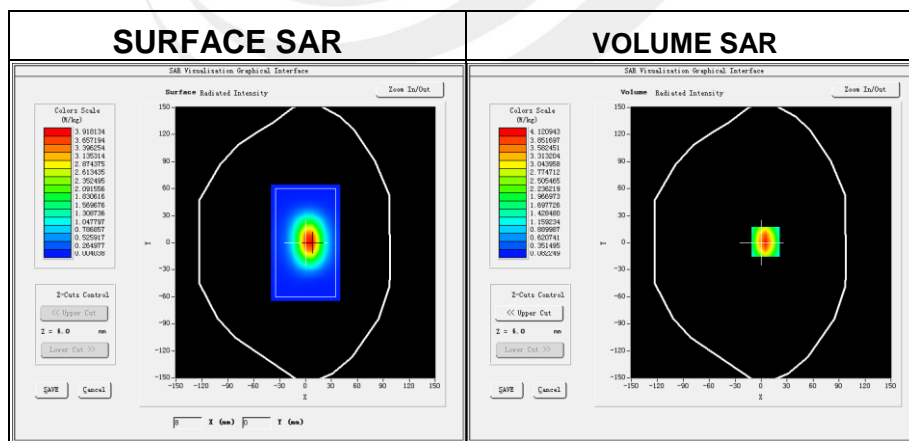 SURFACE SAR
VOLUME SAR
SAR Visualisation Graphical Interface
Surface Radiated Intensity
Zoom In/Out
Colors Scale
(W/kg)
3.918134
3.657194
3.396254
3.135314
2.874375
2.613435
2.352495
2.091556
1.830616
1.569676
1.308736
1.047797
0.786857
0.525917
0.264977
0.004038
Z-Cuts Control
<< Upper Cut
Z = 4.0 mm
Lower Cut >>
SAVE
Cancel
150
120
90
60
30
0
-30
-60
-90
-120
-150
Y
-150 -120 -90 -60 -30 0 30 60 90 120 150
X
8 X (mm) 0 Y (mm)
SAR Visualisation Graphical Interface
Volume Radiated Intensity
Zoom In/Out
Colors Scale
(W/kg)
4.120943
3.851697
3.582451
3.313204
3.043958
2.774712
2.505465
2.236219
1.966973
1.697726
1.428480
1.159234
0.889987
0.620741
0.351495
0.082249
Z-Cuts Control
<< Upper Cut
Z = 4.0 mm
Lower Cut >>
SAVE
Cancel
150
120
90
60
30
0
-30
-60
-90
-120
-150
Y
-150 -120 -90 -60 -30 0 30 60 90 120 150
X